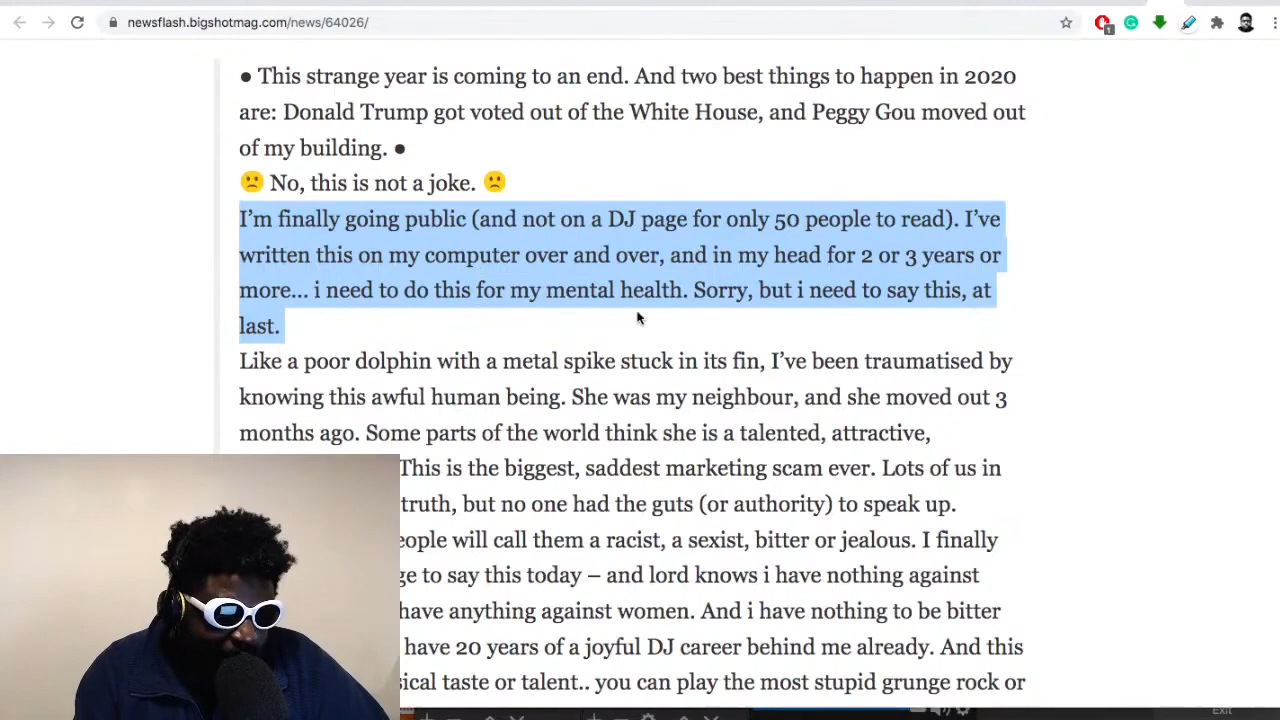 newsflash.bigshotmag.com/news/64026/
1
● This strange year is coming to an end. And two best things to happen in 2020
are: Donald Trump got voted out of the White House, and Peggy Gou moved out
of my building. ●
🙁 No, this is not a joke. 🙁
I’m finally going public (and not on a DJ page for only 50 people to read). I’ve
written this on my computer over and over, and in my head for 2 or 3 years or
more... i need to do this for my mental health. Sorry, but i need to say this, at
last.
Like a poor dolphin with a metal spike stuck in its fin, I’ve been traumatised by
knowing this awful human being. She was my neighbour, and she moved out 3
months ago. Some parts of the world think she is a talented, attractive,
This is the biggest, saddest marketing scam ever. Lots of us in
truth, but no one had the guts (or authority) to speak up.
eople will call them a racist, a sexist, bitter or jealous. I finally
ge to say this today – and lord knows i have nothing against
have anything against women. And i have nothing to be bitter
have 20 years of a joyful DJ career behind me already. And this
sical taste or talent.. you can play the most stupid grunge rock or
Exit